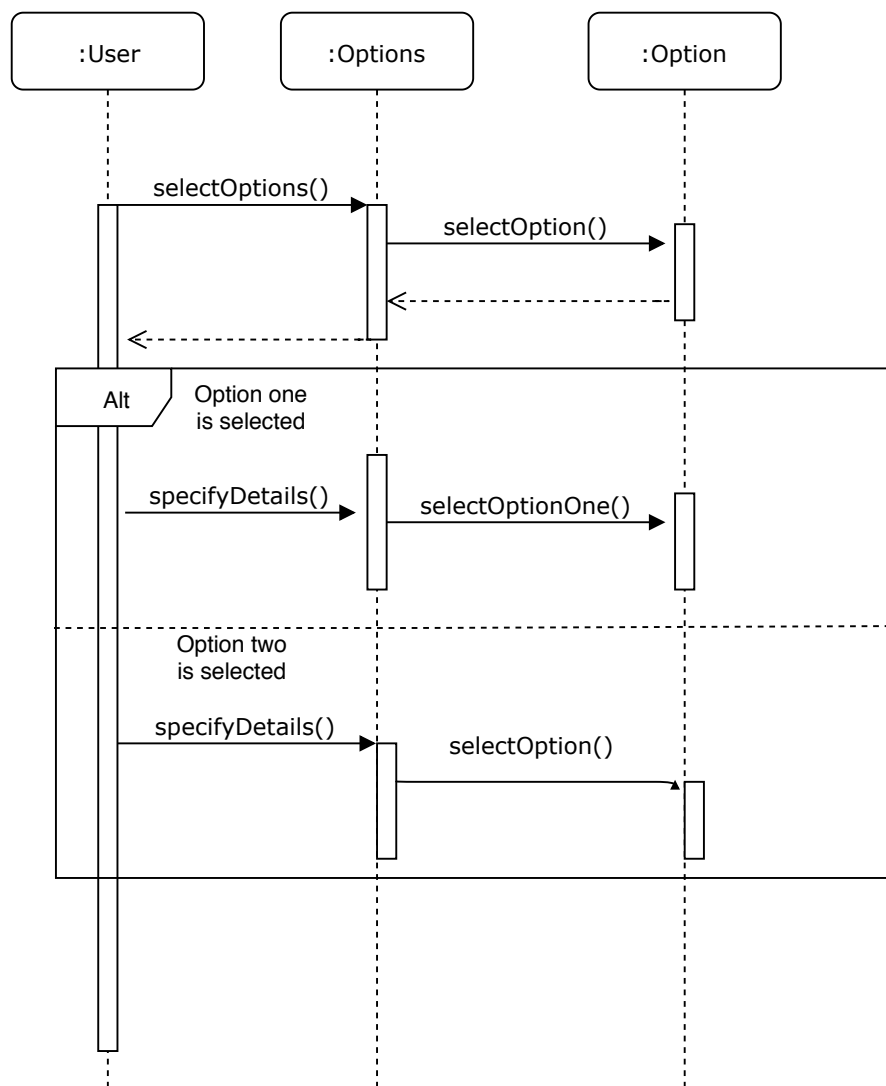 :User
:Options
:Option
selectOptions()
selectOption()
Alt
Option one
is selected
specifyDetails()
selectOptionOne()
Option two
is selected
specifyDetails()
selectOption()